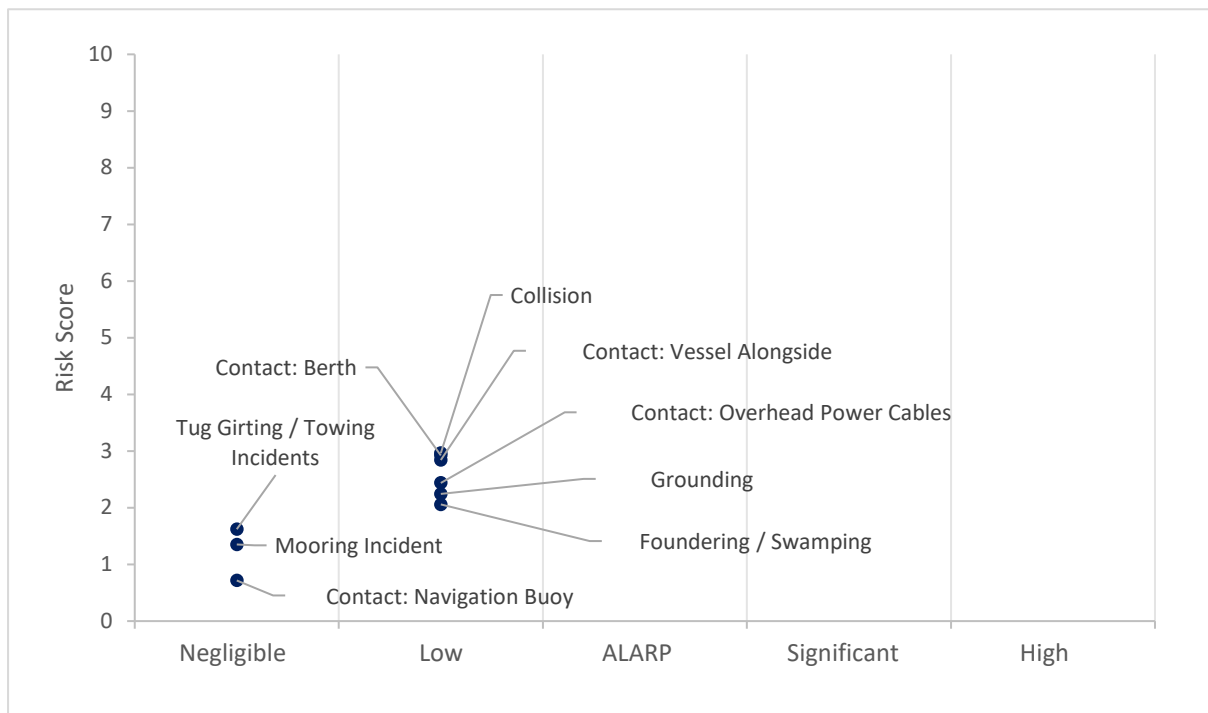 10
9
8
7
6
5
4
3
2
1
0
Risk Score
Collision
Contact: Vessel Alongside
Contact: Berth
Contact: Overhead Power Cables
Tug Girting / Towing
Incidents
Grounding
Mooring Incident
Foundering / Swamping
Contact: Navigation Buoy
Negligible
Low
ALARP
Significant
High